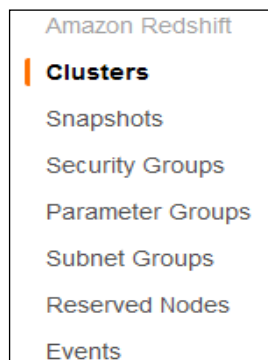 Amazon Redshift
Clusters
Snapshots
Security Groups
Parameter Groups
Subnet Groups
Reserved Nodes
Events